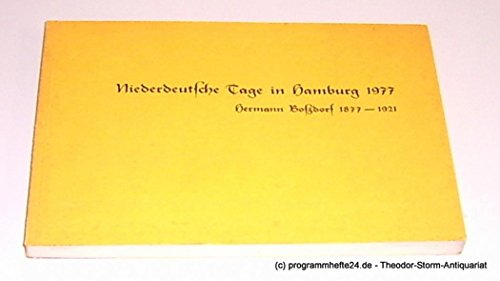 Niederdeutsche Tage in Hamburg 1977
Hermann Boßdorf 1877 — 1921
(c) programmhefte24.de - Theodor-Storm-Antiquariat